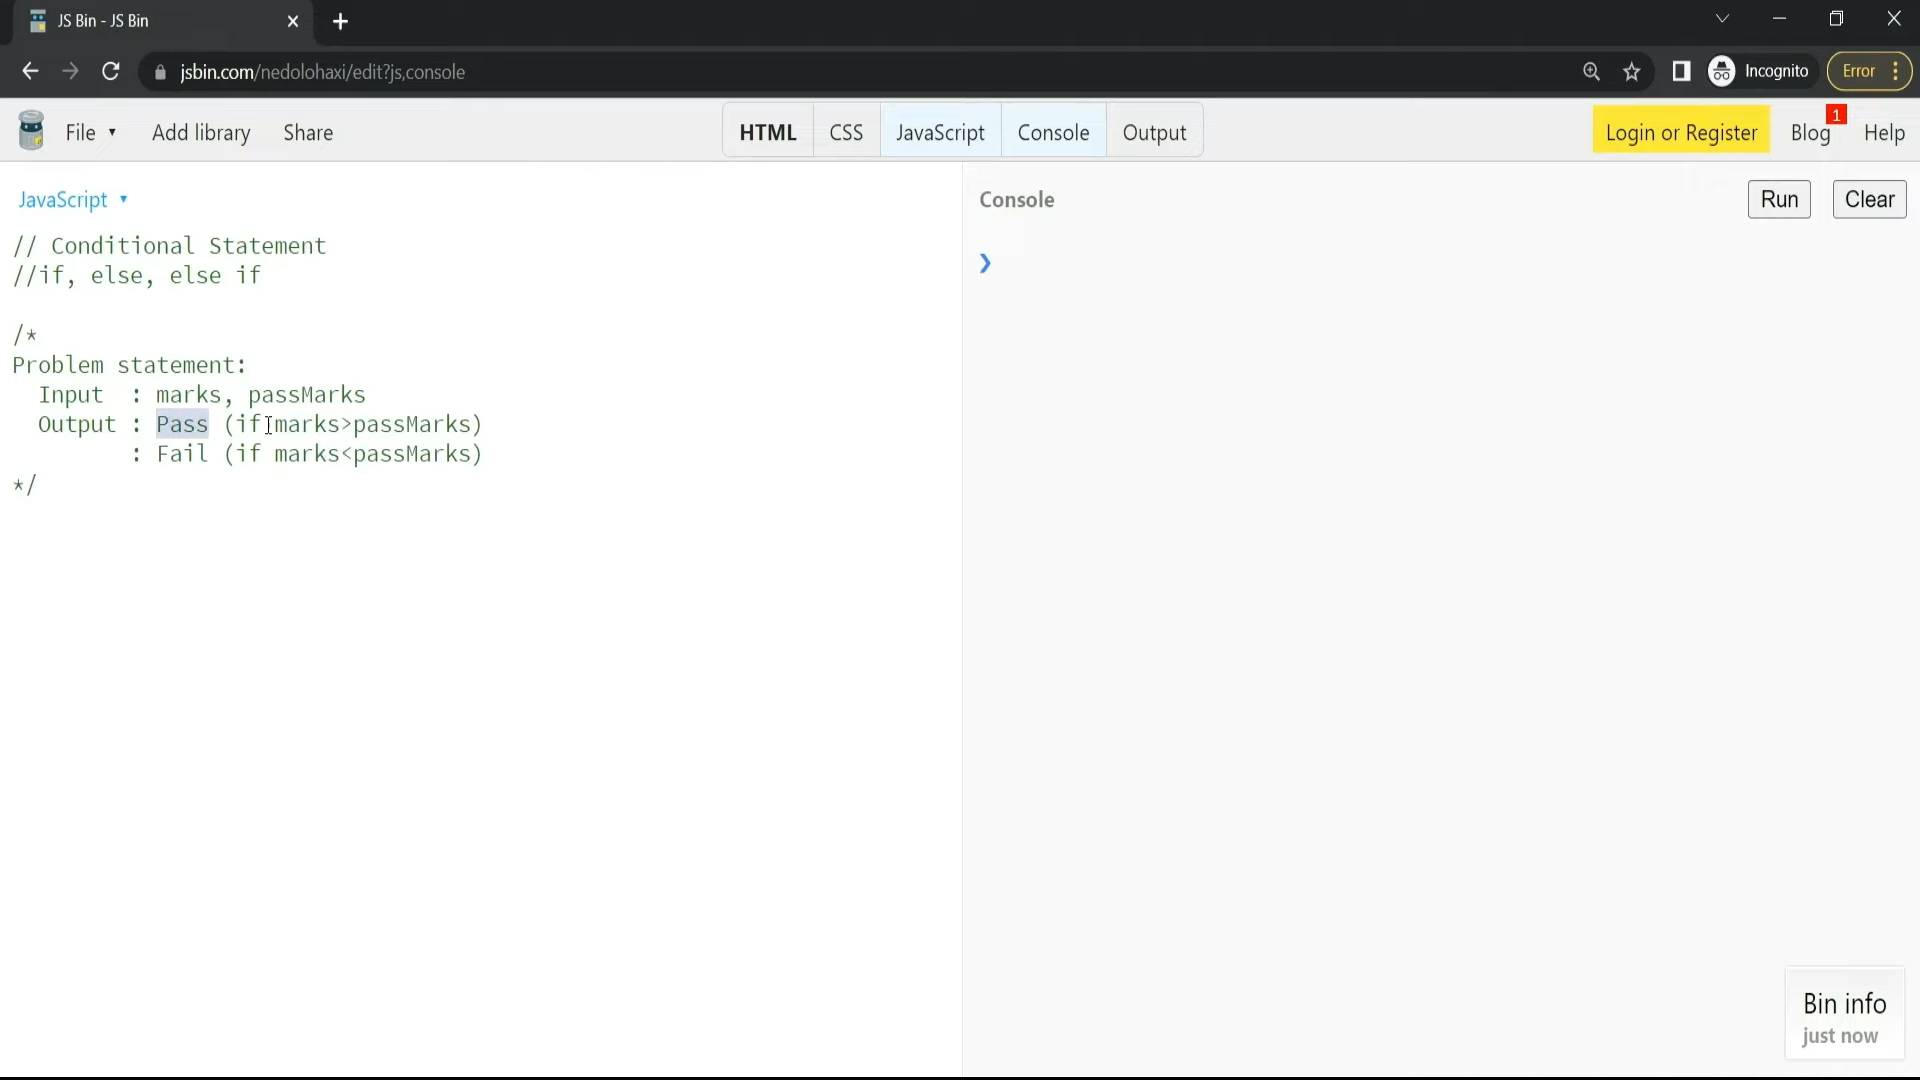 JS Bin - JS Bin
jsbin.com/nedolohaxi/edit?js,console
Incognito
Error
File
Add library
Share
HTML
CSS
JavaScript
Console
Output
Login or Register
Blog
1
Help
JavaScript
Console
Run
Clear
// Conditional Statement
//if, else, else if
/*
Problem statement:
Input : marks, passMarks
Output : Pass (if marks>passMarks)
: Fail (if marks<passMarks)
*/
Bin info
just now